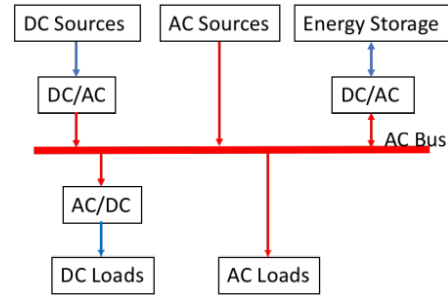 DC Sources
AC Sources
Energy Storage
DC/AC
DC/AC
AC Bus
AC/DC
DC Loads
AC Loads